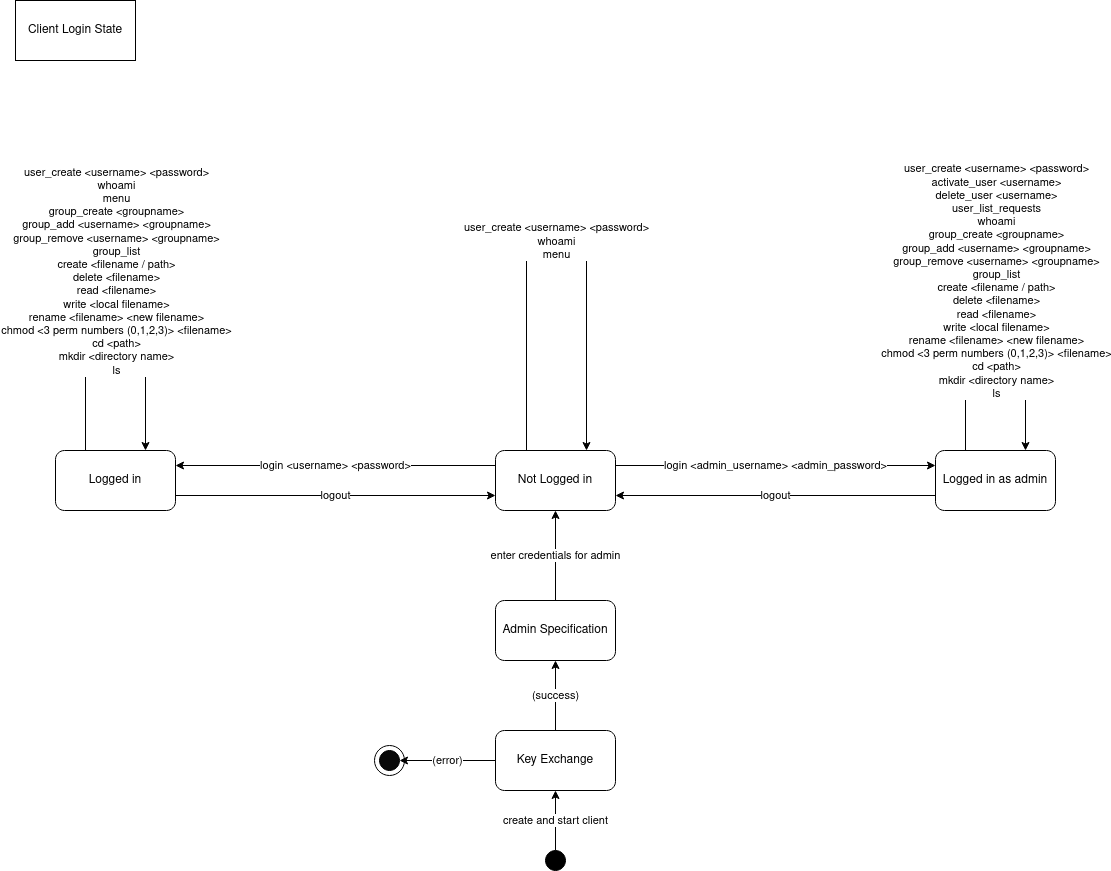 Client Login State
user_create <username> <password>
whoami
menu
group_create <groupname>
group_add <username> <groupname>
group_remove <username> <groupname>
group_list
create <filename / path>
delete <filename>
read <filename>
write <local filename>
rename <filename> <new filename>
chmod <3 perm numbers (0,1,2,3)> <filename>
cd <path>
mkdir <directory name>
ls
user_create <username> <password>
whoami
menu
user_create <username> <password>
activate_user <username>
delete_user <username>
user_list_requests
whoami
group_create <groupname>
group_add <username> <groupname>
group_remove <username> <groupname>
group_list
create <filename / path>
delete <filename>
read <filename>
write <local filename>
rename <filename> <new filename>
chmod <3 perm numbers (0,1,2,3)> <filename>
cd <path>
mkdir <directory name>
ls
Logged in
login <username> <password>
logout
Not Logged in
login <admin_username> <admin_password>
logout
Logged in as admin
enter credentials for admin
Admin Specification
(success)
Key Exchange
(error)
create and start client